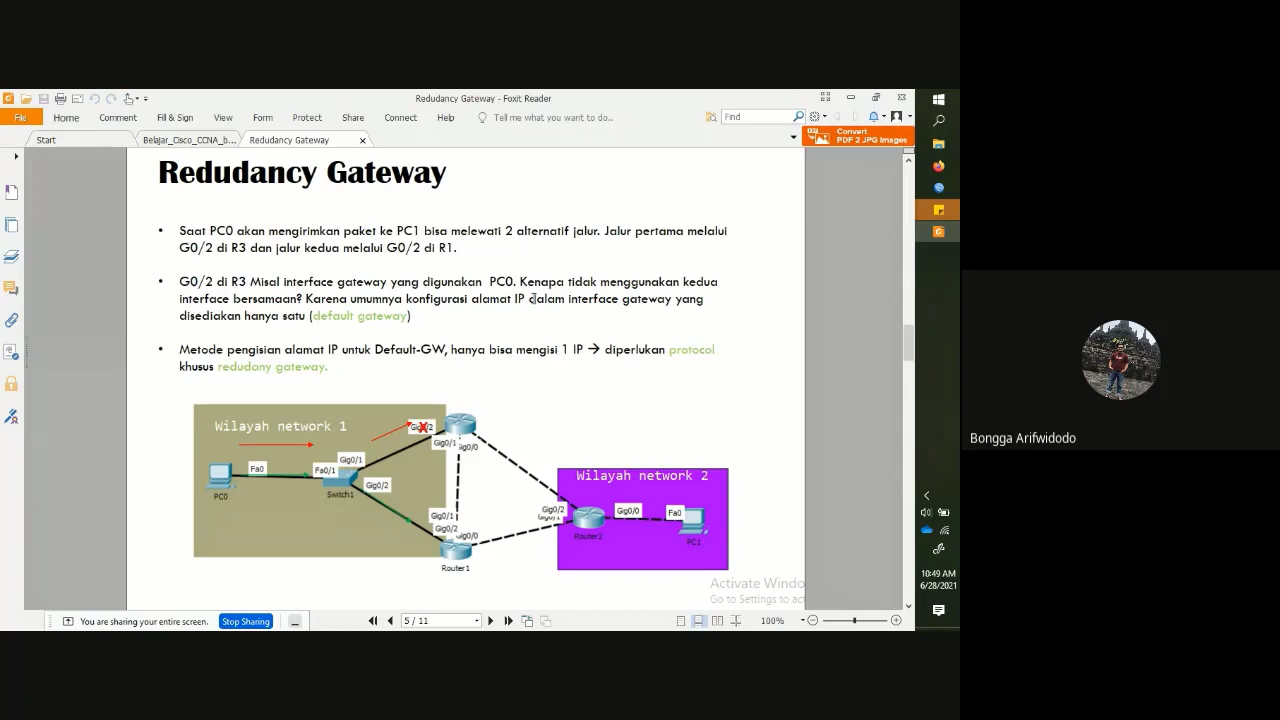 Redudancy Gateway - Foxit Reader
File Home Comment Fill & Sign View Form Protect Share Connect Help Tell me what you want to do.. Find
Start Belajar_Cisco_CCNA_b... Redudancy Gateway
Convert
PDF 2 JPG Images
Redudancy Gateway
• Saat PC0 akan mengirimkan paket ke PC1 bisa melewati 2 alternatif jalur. Jalur pertama melalui
G0/2 di R3 dan jalur kedua melalui G0/2 di R1.
• G0/2 di R3 Misal interface gateway yang digunakan PC0. Kenapa tidak menggunakan kedua
interface bersamaan? Karena umumnya konfigurasi alamat IP dalam interface gateway yang
disediakan hanya satu (default gateway)
• Metode pengisian alamat IP untuk Default-GW, hanya bisa mengisi 1 IP → diperlukan protocol
khusus redudany gateway.
Wilayah network 1
Gig0/2
Gig0/1
Gig0/0
Fa0
Fa0/1
Gig0/1
PC0
Switch1
Gig0/2
Gig0/1
Gig0/2
Gig0/0
Router1
Wilayah network 2
Gig0/2
Gig0/1
Gig0/0
Fa0
Router2
PC1
Activate Windo
Go to Settings to act
Bongga Arifwidodo
10:49 AM
6/28/2021
You are sharing your entire screen. Stop Sharing
5 / 11
100%